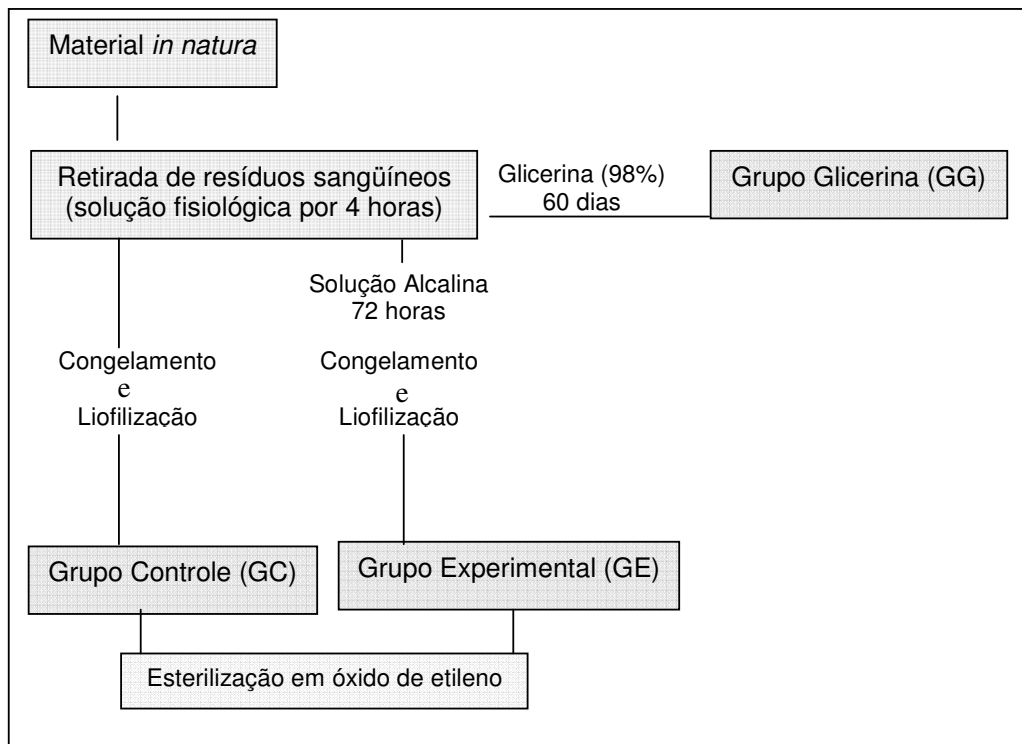 Material in natura
Retirada de resíduos sangüíneos
(solução fisiológica por 4 horas)
Glicerina (98%)
60 dias
Grupo Glicerina (GG)
Solução Alcalina
72 horas
Congelamento
e
Liofilização
Congelamento
e
Liofilização
Grupo Controle (GC)
Grupo Experimental (GE)
Esterilização em óxido de etileno